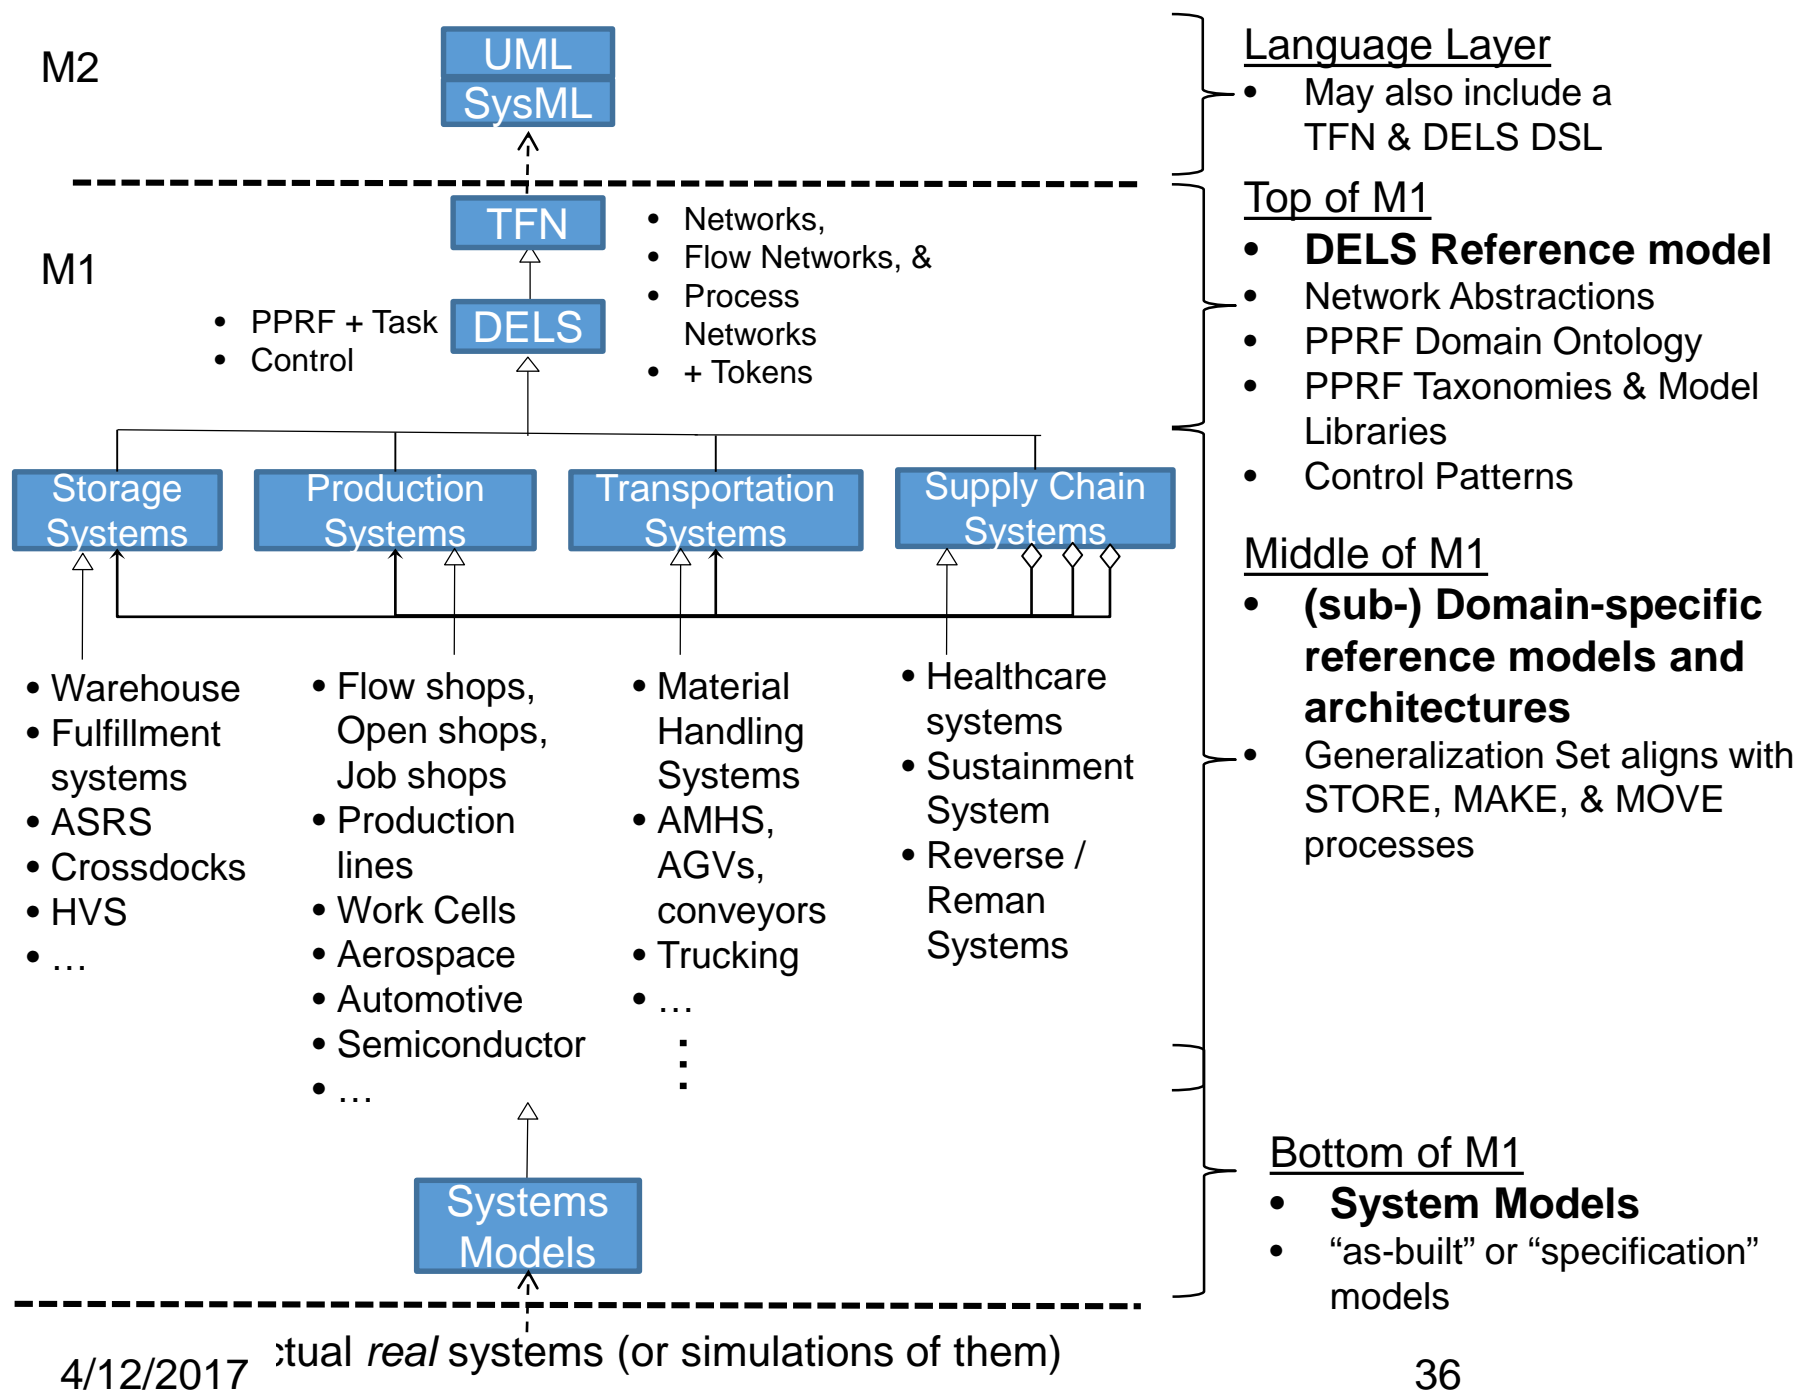 M2
UML
SysML
Language Layer
• May also include a
TFN & DELS DSL
M1
TFN
• Networks,
• Flow Networks, &
• Process
Networks
• + Tokens
• PPRF + Task
• Control
DELS
Top of M1
• DELS Reference model
• Network Abstractions
• PPRF Domain Ontology
• PPRF Taxonomies & Model
Libraries
• Control Patterns
Storage
Systems
Production
Systems
Transportation
Systems
Supply Chain
Systems
Middle of M1
• (sub-) Domain-specific
reference models and
architectures
• Generalization Set aligns with
STORE, MAKE, & MOVE
processes
• Warehouse
• Fulfillment
systems
• ASRS
• Crossdocks
• HVS
• …
• Flow shops,
Open shops,
Job shops
• Production
lines
• Work Cells
• Aerospace
• Automotive
• Semiconductor
• …
• Material
Handling
Systems
• AMHS,
AGVs,
conveyors
• Trucking
• …
• Healthcare
systems
• Sustainment
System
• Reverse /
Reman
Systems
Systems
Models
Bottom of M1
• System Models
• “as-built” or “specification”
models
real systems (or simulations of them)
4/12/2017
36